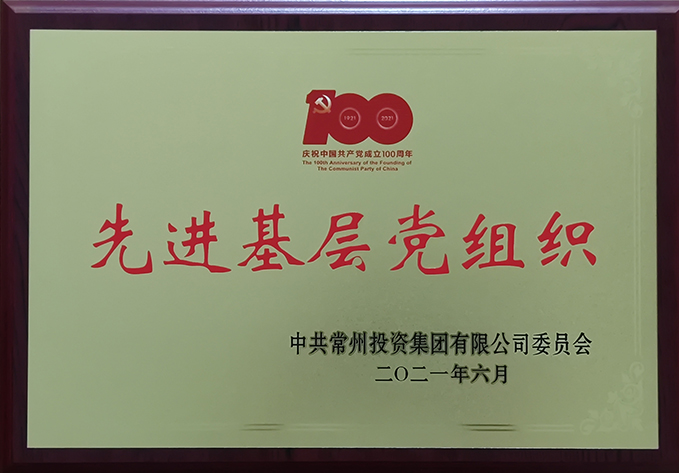 100
1921 2021
庆祝中国共产党成立100周年
The 100th Anniversary of the Founding of
The Communist Party of China
先进基层党组织
中共常州投资集团有限公司委员会
二〇二一年六月